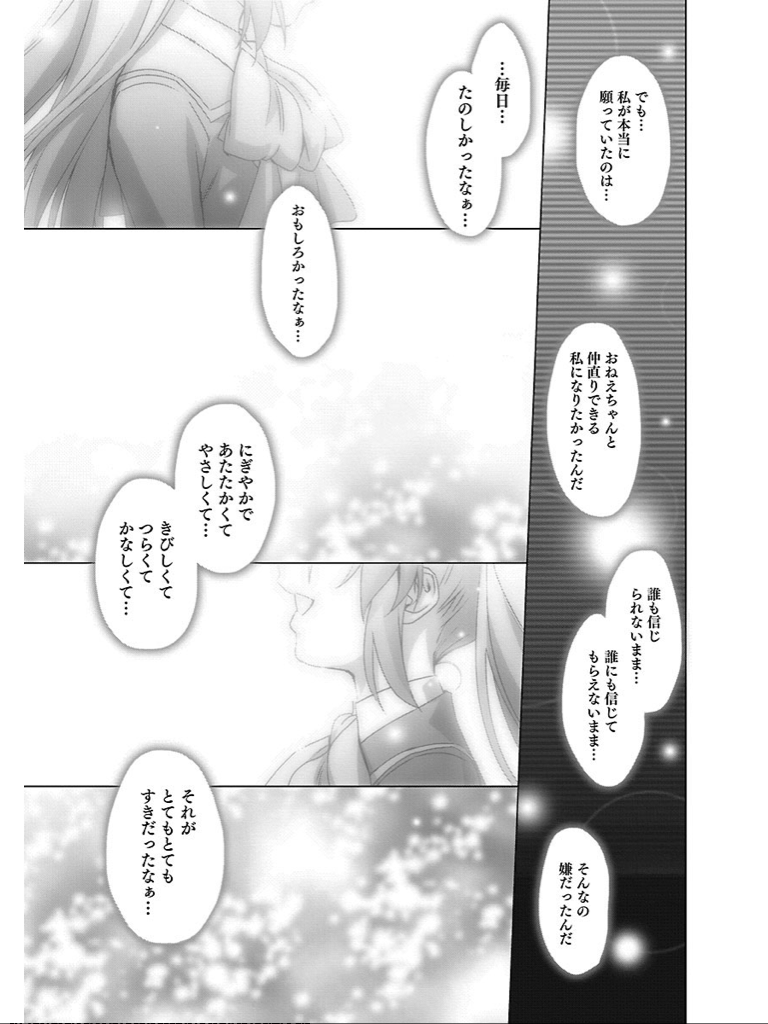 でも…
私が本当に
願っていたのは…
おねえちゃんと
仲直りできる
私になりたかったんだ
誰も信じ
られないまま…
誰にも信じて
もらえないまま…
そんなの
嫌だったんだ
…毎日…
たのしかったなぁ…
おもしろかったなぁ…
にぎやかで
あたたかくて
やさしくて…
きびしくて
つらくて
かなしくて…
それが
とてもとても
すきだったなぁ…